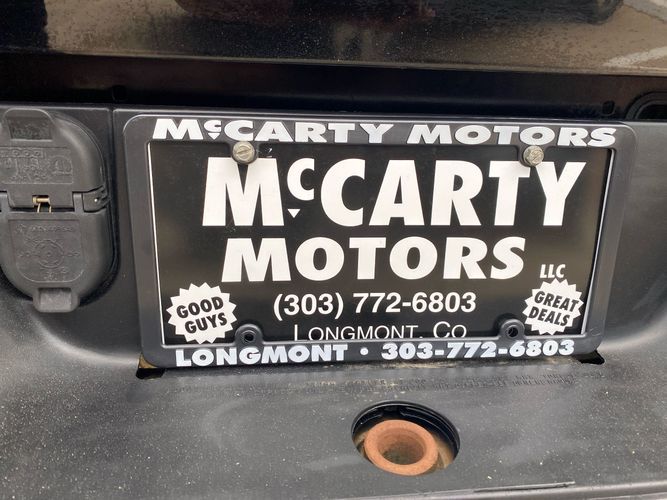 McCARTY MOTORS
McCARTY
MOTORS
LLC
(303) 772-6803
LONGMONT, CO
GOOD
GUYS
GREAT
DEALS
LONGMONT • 303-772-6803